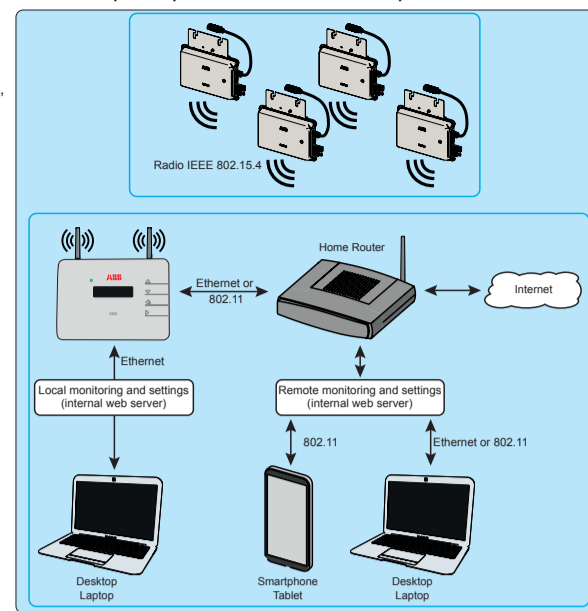 Radio IEEE 802.15.4
Home Router
ABB
Ethernet or
802.11
Internet
Ethernet
Local monitoring and settings
(internal web server)
Remote monitoring and settings
(internal web server)
802.11
Ethernet or 802.11
Desktop
Laptop
Smartphone
Tablet
Desktop
Laptop